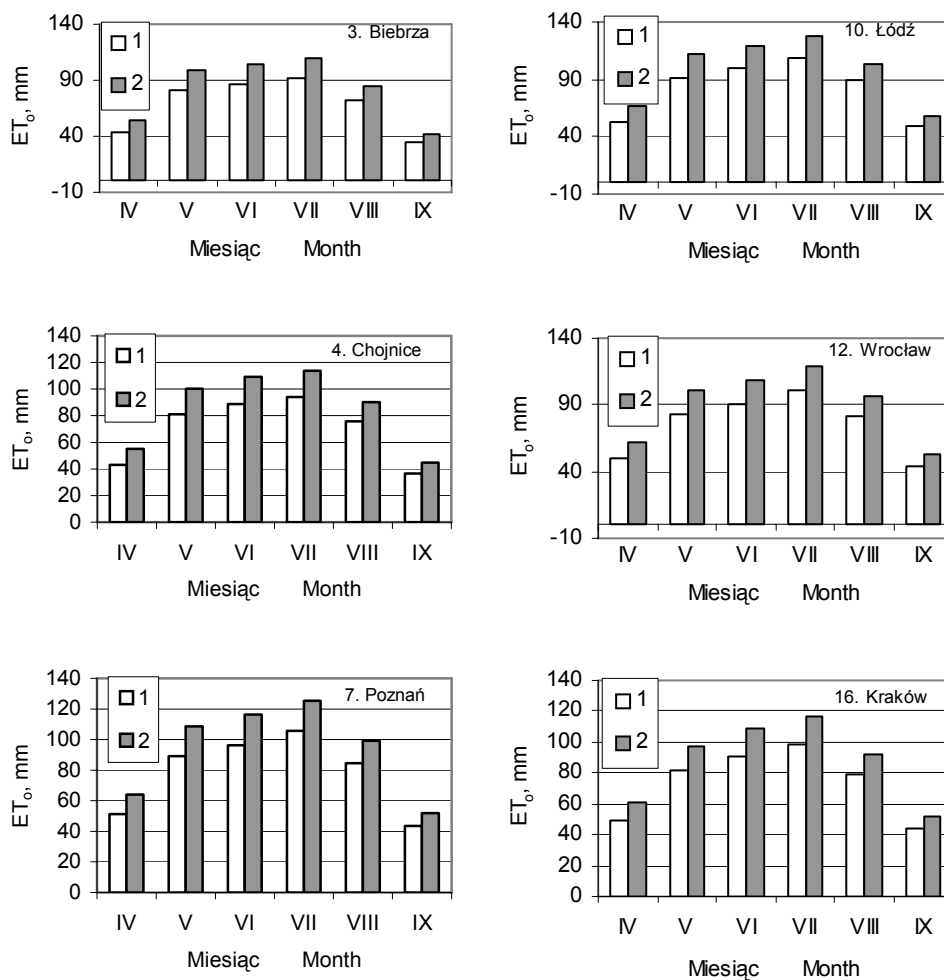 3. Biebrza
1
2
ET₀, mm
140
90
40
-10
IV V VI VII VIII IX
Miesiąc Month
10. Łódź
1
2
ET₀, mm
140
90
40
-10
IV V VI VII VIII IX
Miesiąc Month
4. Chojnice
1
2
ET₀, mm
140
120
100
80
60
40
20
0
IV V VI VII VIII IX
Miesiąc Month
12. Wrocław
1
2
ET₀, mm
140
90
40
-10
IV V VI VII VIII IX
Miesiąc Month
7. Poznań
1
2
ET₀, mm
140
120
100
80
60
40
20
0
IV V VI VII VIII IX
Miesiąc Month
16. Kraków
1
2
ET₀, mm
140
120
100
80
60
40
20
0
IV V VI VII VIII IX
Miesiąc Month